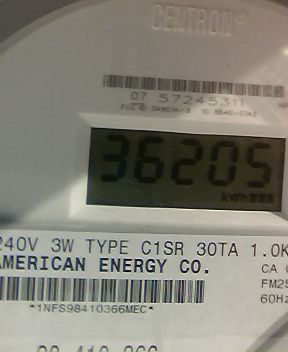 CENTRON®
07 57245311
36205
kWh
240V 3W TYPE C1SR 30TA 1.0K
AMERICAN ENERGY CO.
CA
FM2S
60Hz
*1NFS98410366MEC*